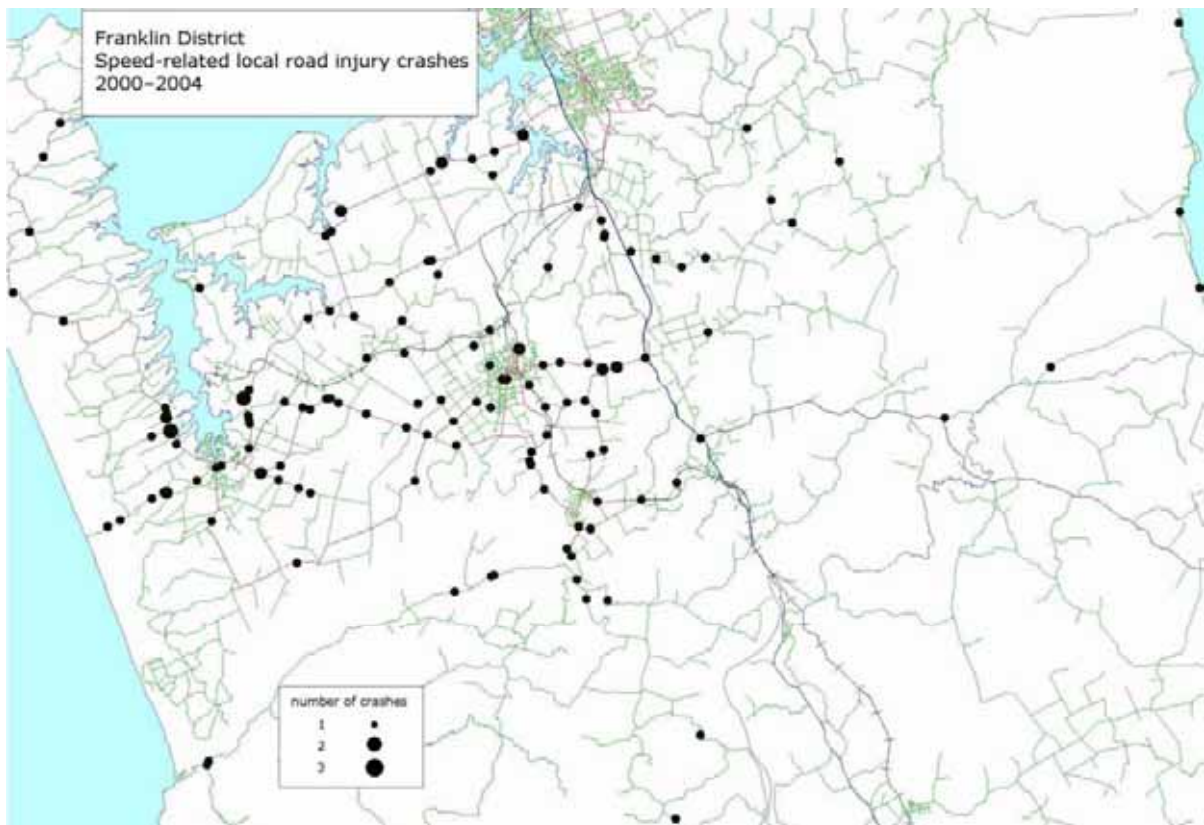 Franklin District
Speed-related local road injury crashes
2000–2004
number of crashes
1
2
3